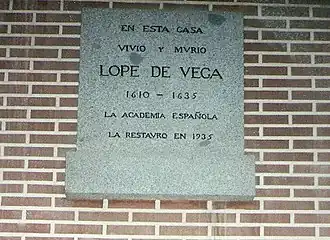 EN ESTA CASA
VIVIO Y MVRIO
LOPE DE VEGA
1610 - 1635
LA ACADEMIA ESPAÑOLA
LA RESTAVRO EN 1935